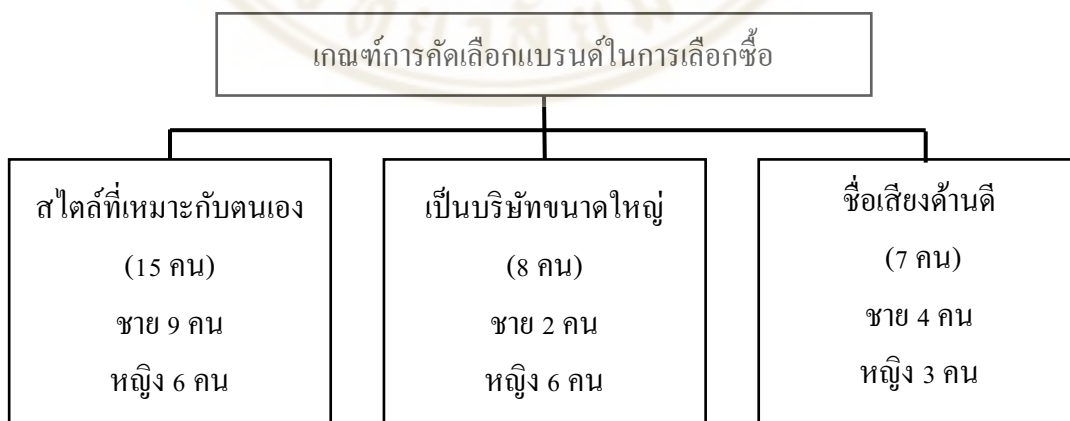 เกณฑ์การคัดเลือกแบรนด์ในการเลือกซื้อ
สไตล์ที่เหมาะกับตนเอง
(15 คน)
ชาย 9 คน
หญิง 6 คน
เป็นบริษัทขนาดใหญ่
(8 คน)
ชาย 2 คน
หญิง 6 คน
ชื่อเสียงด้านดี
(7 คน)
ชาย 4 คน
หญิง 3 คน